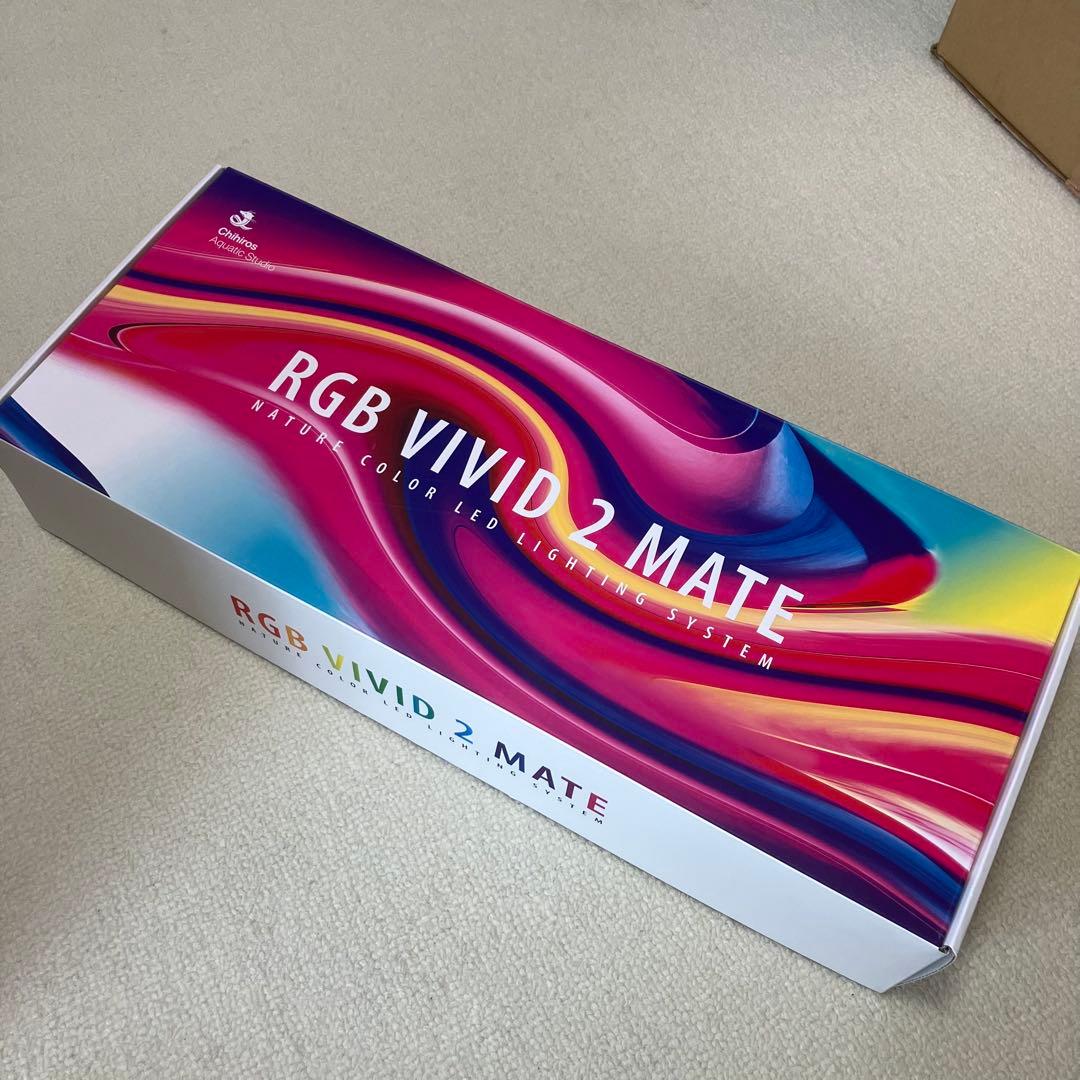 Chihiros
Aquatic Studio
RGB VIVID 2 MATE
NATURE COLOR LED LIGHTING SYSTEM
RGB VIVID 2 MATE
NATURE COLOR LED LIGHTING SYSTEM